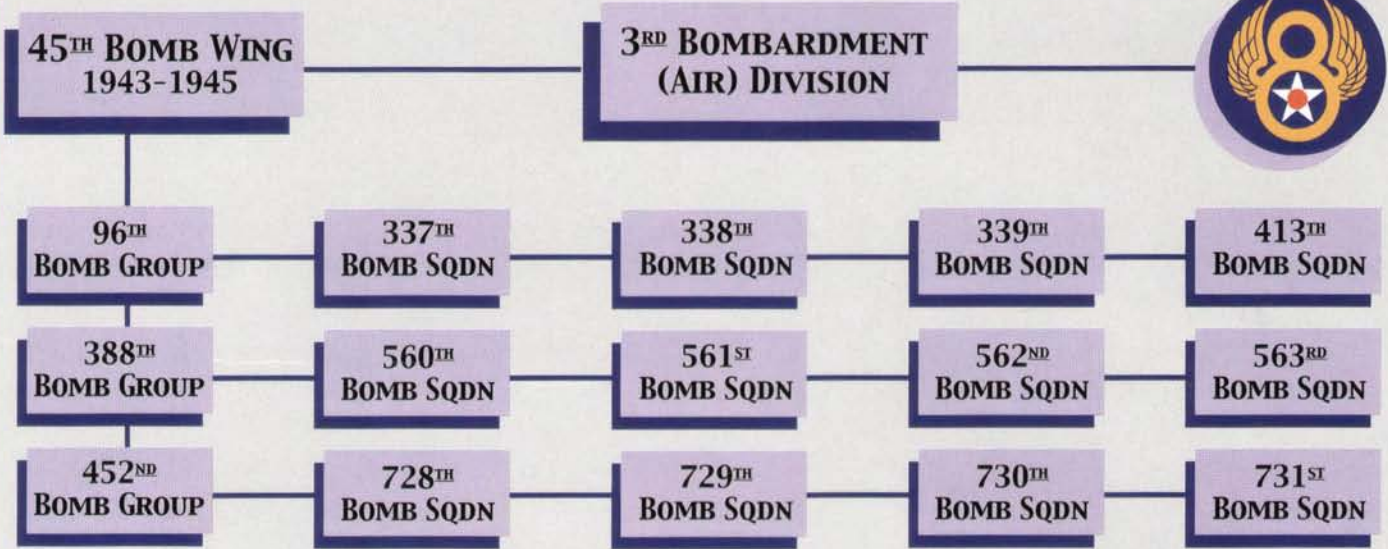 45TH BOMB WING
1943-1945
3RD BOMBARDMENT
(AIR) DIVISION
96TH
BOMB GROUP
337TH
BOMB SQDN
338TH
BOMB SQDN
339TH
BOMB SQDN
413TH
BOMB SQDN
388TH
BOMB GROUP
560TH
BOMB SQDN
561ST
BOMB SQDN
562ND
BOMB SQDN
563RD
BOMB SQDN
452ND
BOMB GROUP
728TH
BOMB SQDN
729TH
BOMB SQDN
730TH
BOMB SQDN
731ST
BOMB SQDN